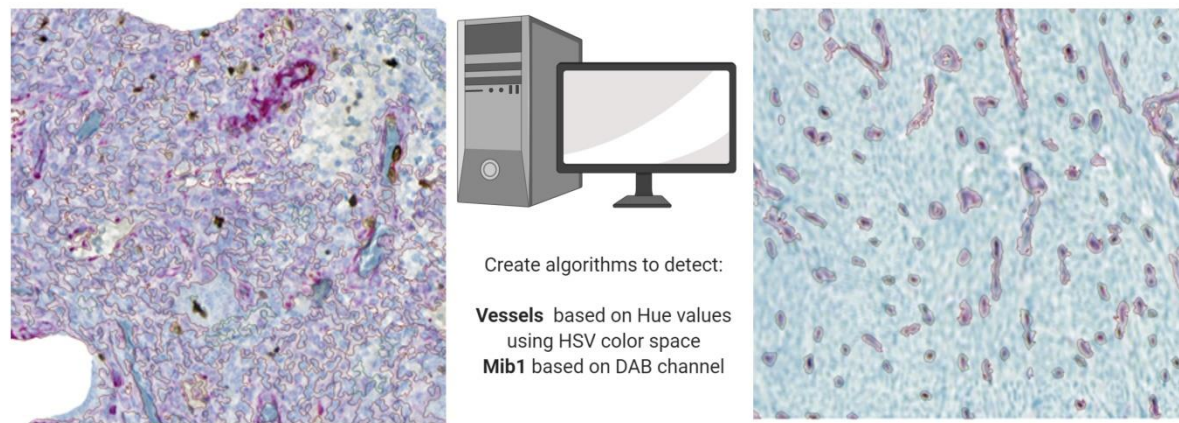 Create algorithms to detect:
Vessels based on Hue values
using HSV color space
Mib1 based on DAB channel